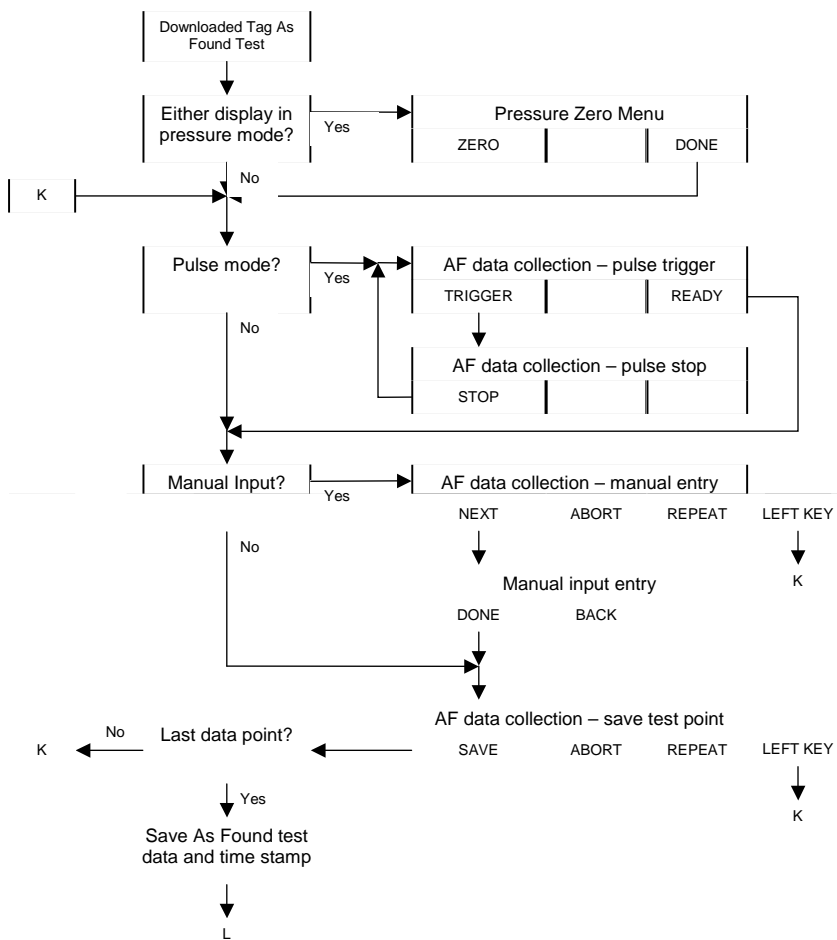 Downloaded Tag As
Found Test
Either display in
pressure mode?
Yes
Pressure Zero Menu
ZERO
DONE
No
K
Pulse mode?
Yes
AF data collection – pulse trigger
TRIGGER
READY
No
AF data collection – pulse stop
STOP
Manual Input?
Yes
AF data collection – manual entry
NEXT
ABORT
REPEAT
LEFT KEY
No
K
Manual input entry
DONE
BACK
AF data collection – save test point
SAVE
ABORT
REPEAT
LEFT KEY
Last data point?
No
K
K
Yes
Save As Found test
data and time stamp
L